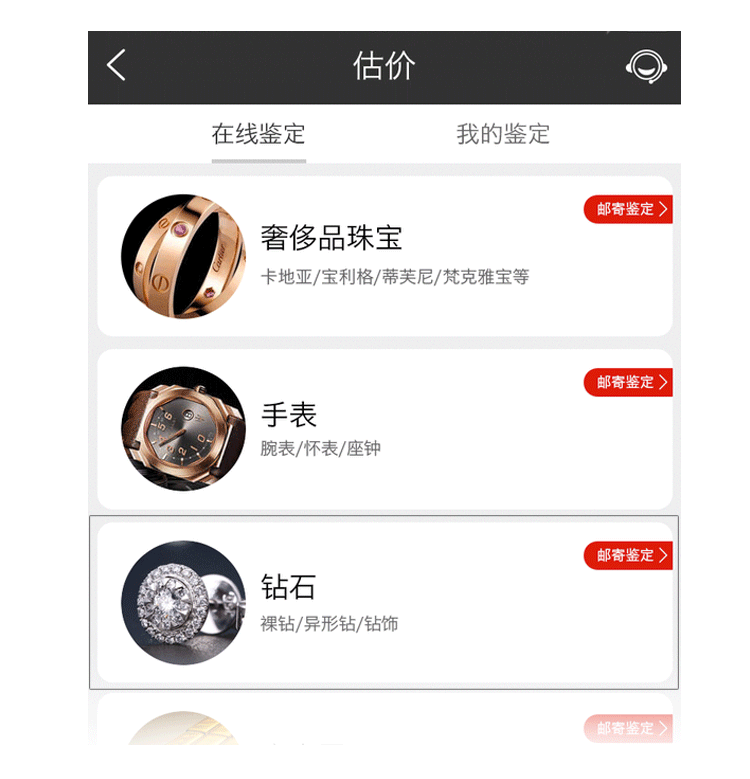 估价
在线鉴定
我的鉴定
邮寄鉴定
奢侈品珠宝
卡地亚/宝利格/蒂芙尼/梵克雅宝等
Cartier
邮寄鉴定
手表
腕表/怀表/座钟
邮寄鉴定
钻石
裸钻/异形钻/钻饰
邮寄鉴定